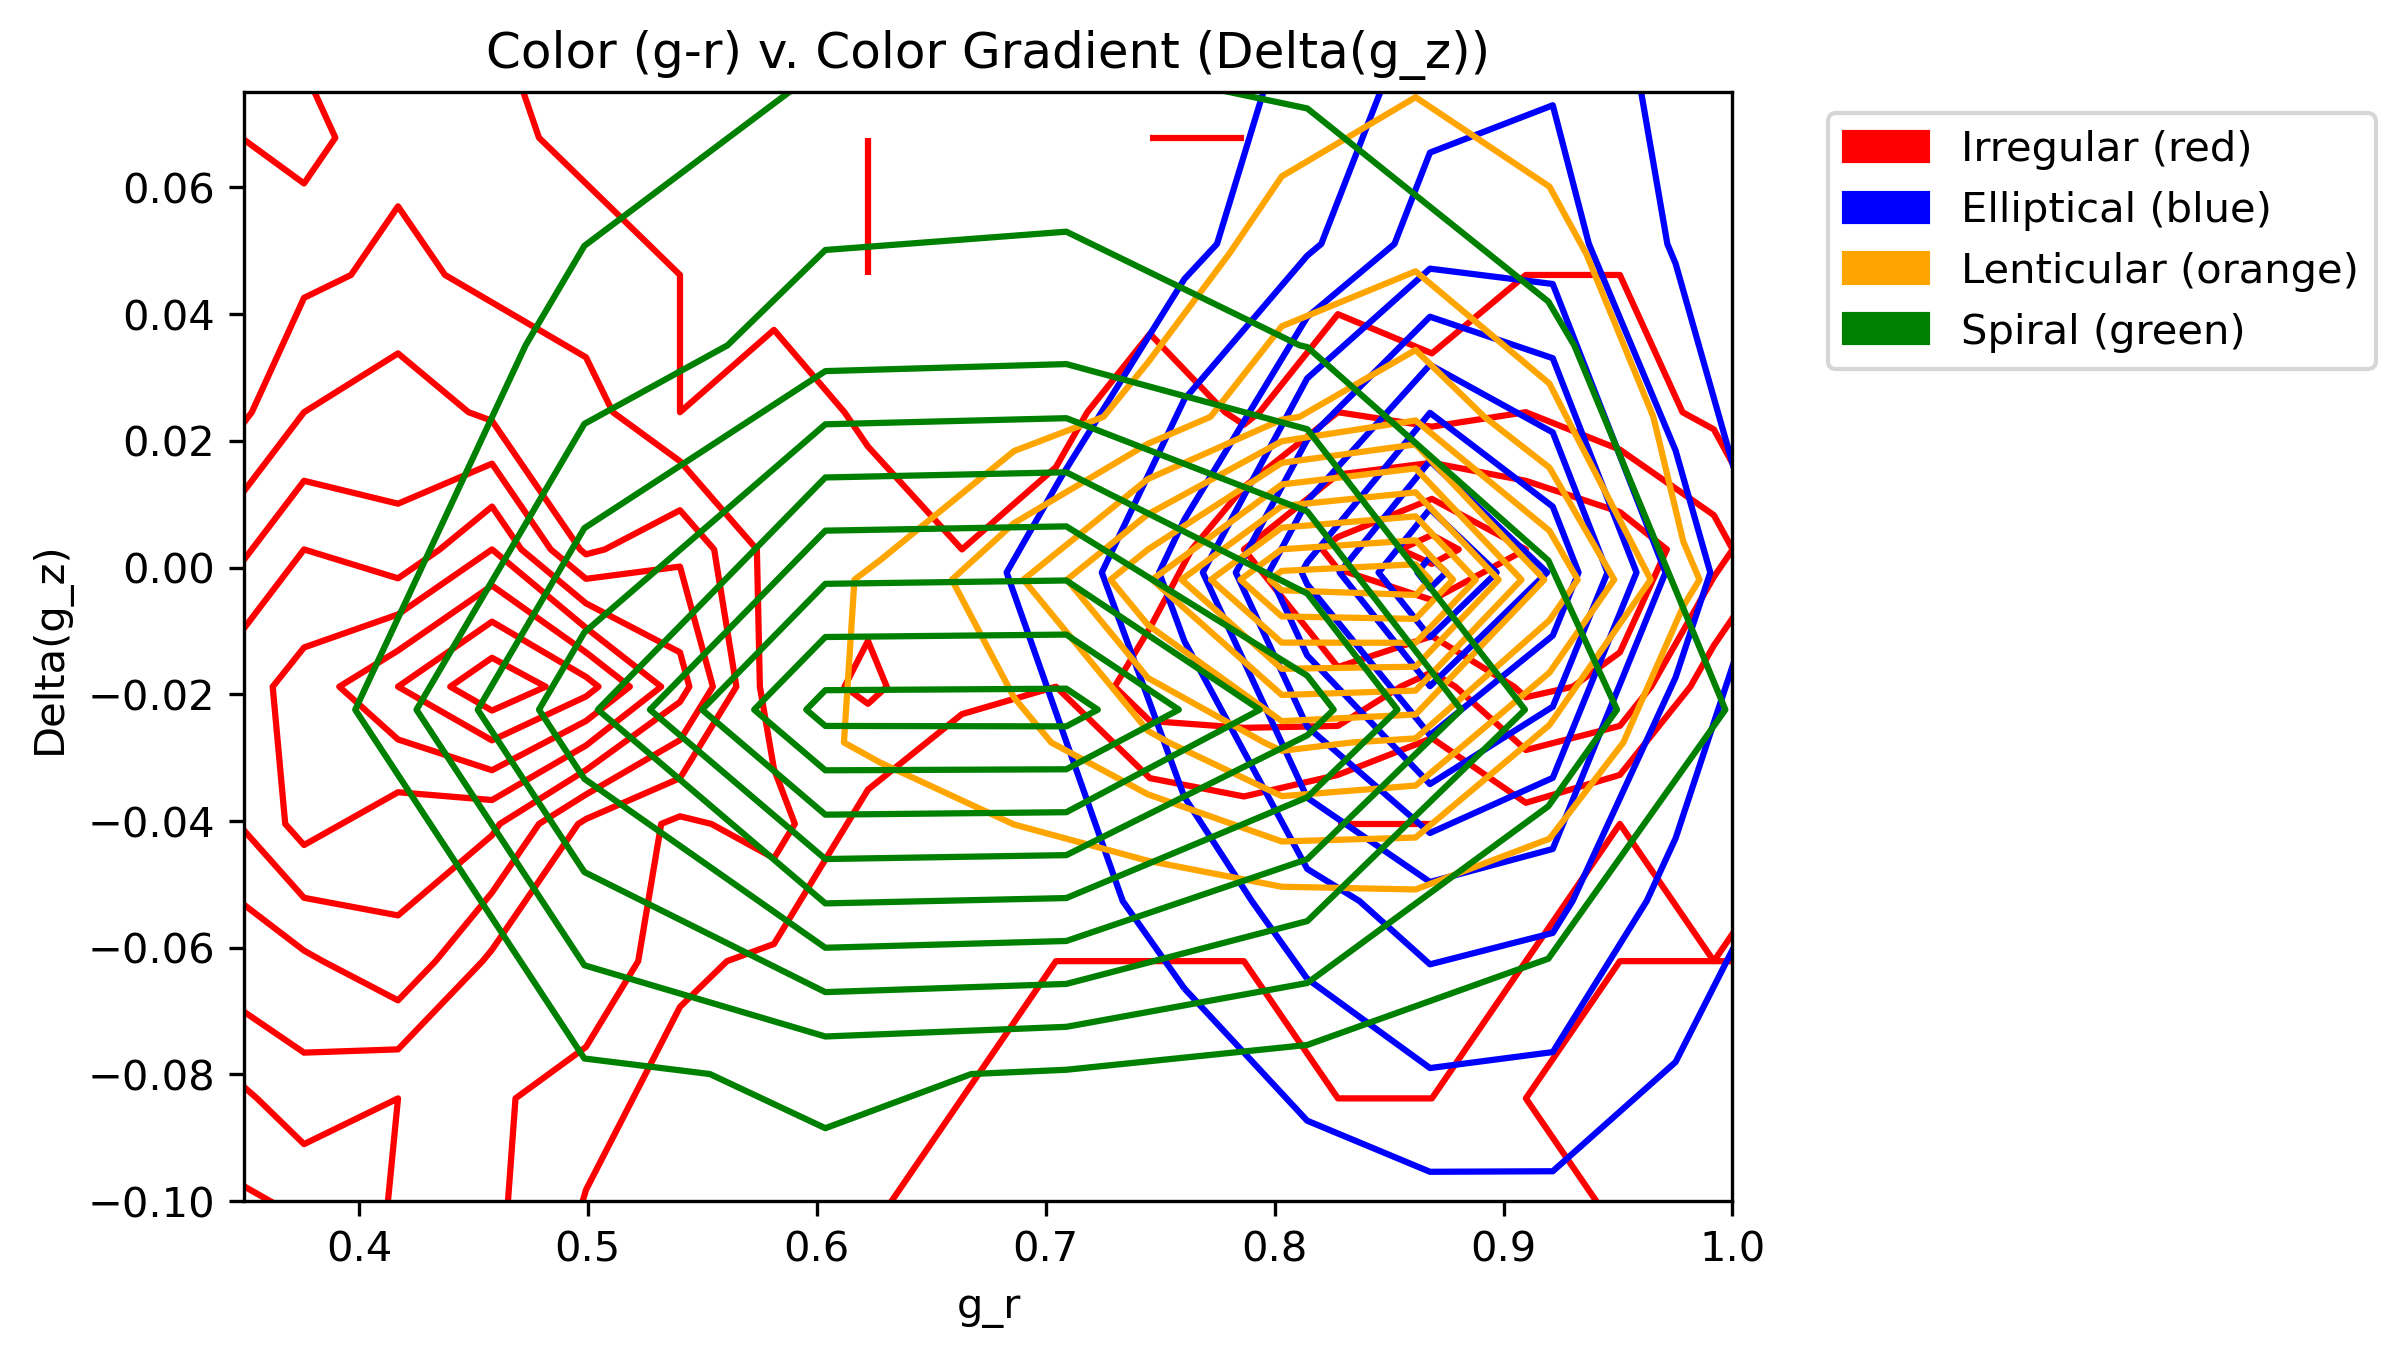 Color (g-r) v. Color Gradient (Delta(g_z))
Irregular (red)
Elliptical (blue)
Lenticular (orange)
Spiral (green)
Delta(g_z)
0.06
0.04
0.02
0.00
−0.02
−0.04
−0.06
−0.08
−0.10
0.4 0.5 0.6 0.7 0.8 0.9 1.0
g_r